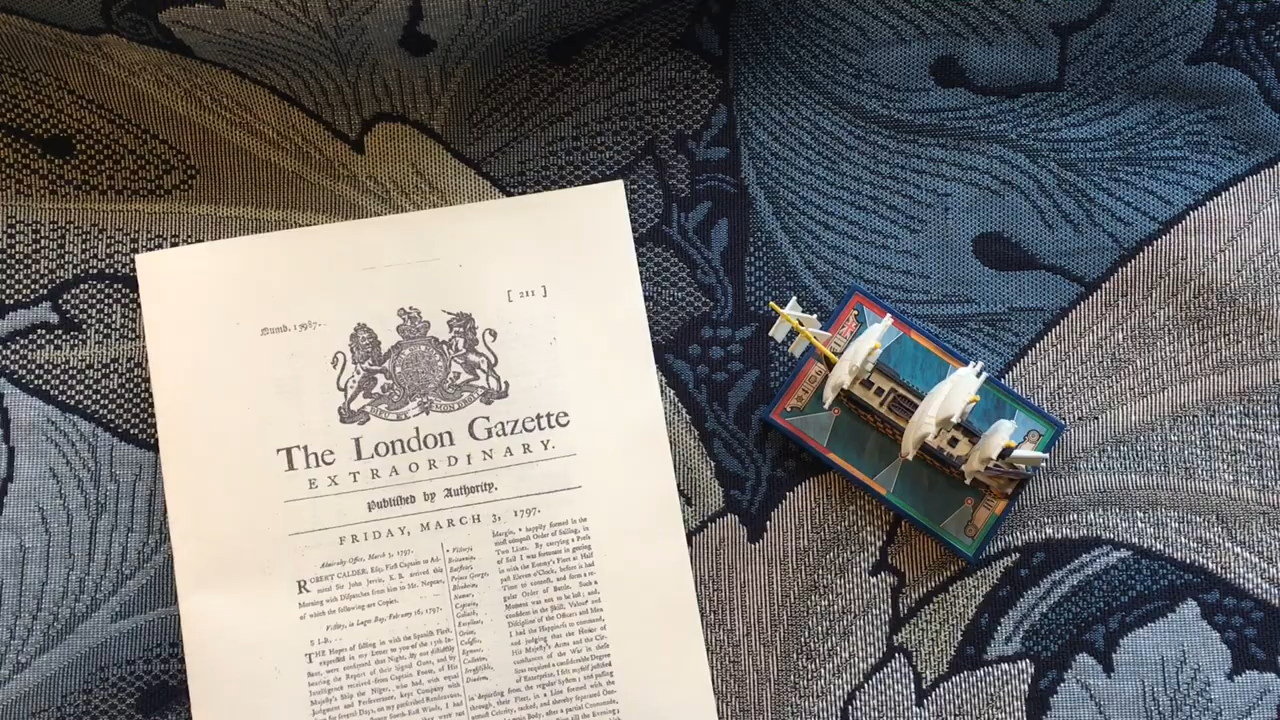 [ 211 ]
Numb. 13987.
DIEU ET MON DROIT
The London Gazette
EXTRAORDINARY.
Published by Authority.
FRIDAY, MARCH 3, 1797.
Admiralty-Office, March 3, 1797.
ROBERT CALDER, Esq; First Captain to Ad-
miral Sir John Jervis, K. B. arrived this
Morning with Dispatches from him to Mr. Nepean,
of which the following are Copies.
Victory, in Lagos Bay, February 16, 1797.
SIR,
THE Hopes of falling in with the Spanish Fleet,
expressed in my Letter to you of the 13th In-
stant, were confirmed that Night, by our distinctly
hearing the Report of their Signal Guns, and by
Intelligence received from Captain Foote, of His
Majesty's Ship the Niger, who had, with equal
Judgment and Perseverance, kept Company with
* Victory,
Britannia,
Barfleur,
Prince George,
Blenheim,
Namur,
Captain,
Goliath,
Excellent,
Orion,
Colossus,
Egmont,
Culloden,
Irresistible,
Diadem.
Margin, * happily formed in the
most compact Order of Sailing, in
Two Lines. By carrying a Press
of Sail I was fortunate in getting
in with the Enemy's Fleet at Half
past Eleven o'Clock, before it had
Time to connect, and form a re-
gular Order of Battle. Such a
Moment was not to be lost; and,
confident in the Skill, Valour and
Discipline of the Officers and Men
I had the Happiness to command,
and judging that the Honor of
His Majesty's Arms and the Cir-
cumstances of the War in these
Seas required a considerable Degree
of Enterprize, I felt myself justified
in departing from the regular System; and passing
through their Fleet, in a Line formed with the
utmost Celerity, tacked, and thereby separated One-